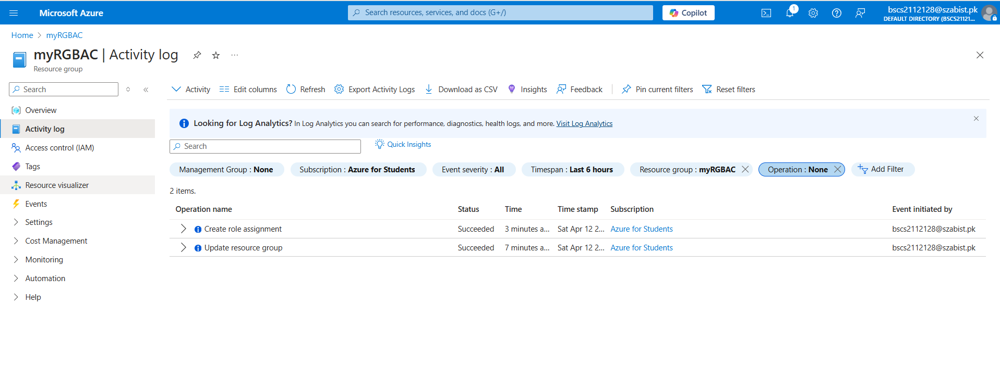 Microsoft Azure
Search resources, services, and docs (G+/)
Copilot
1
bscs2112128@szabist.pk
DEFAULT DIRECTORY (BSCS21121...
Home > myRGBAC
myRGBAC | Activity log
...
Resource group
Search
Activity
Edit columns
Refresh
Export Activity Logs
Download as CSV
Insights
Feedback
Pin current filters
Reset filters
Overview
Activity log
Access control (IAM)
Tags
Resource visualizer
Events
Settings
Cost Management
Monitoring
Automation
Help
Looking for Log Analytics? In Log Analytics you can search for performance, diagnostics, health logs, and more. Visit Log Analytics
Search
Quick Insights
Management Group : None
Subscription : Azure for Students
Event severity : All
Timespan : Last 6 hours
Resource group : myRGBAC
Operation : None
Add Filter
2 items.
Operation name Status Time Time stamp Subscription Event initiated by
Create role assignment Succeeded 3 minutes a... Sat Apr 12 2... Azure for Students bscs2112128@szabist.pk
Update resource group Succeeded 7 minutes a... Sat Apr 12 2... Azure for Students bscs2112128@szabist.pk